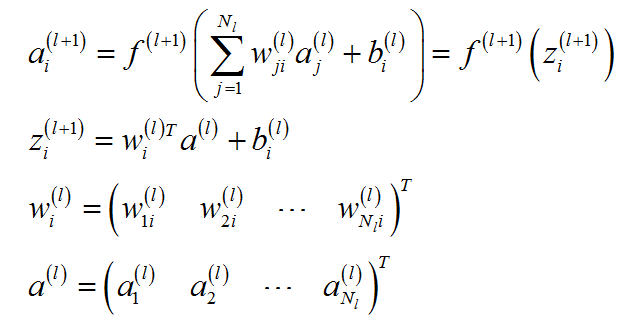 a_i^{(l+1)} = f^{(l+1)} \left( \sum_{j=1}^{N_l} w_{ji}^{(l)} a_j^{(l)} + b_i^{(l)} \right) = f^{(l+1)} \left( z_i^{(l+1)} \right)
z_i^{(l+1)} = w_i^{(l)T} a^{(l)} + b_i^{(l)}
w_i^{(l)} = \left( w_{1i}^{(l)} \quad w_{2i}^{(l)} \quad \cdots \quad w_{N_l i}^{(l)} \right)^T
a^{(l)} = \left( a_1^{(l)} \quad a_2^{(l)} \quad \cdots \quad a_{N_l}^{(l)} \right)^T